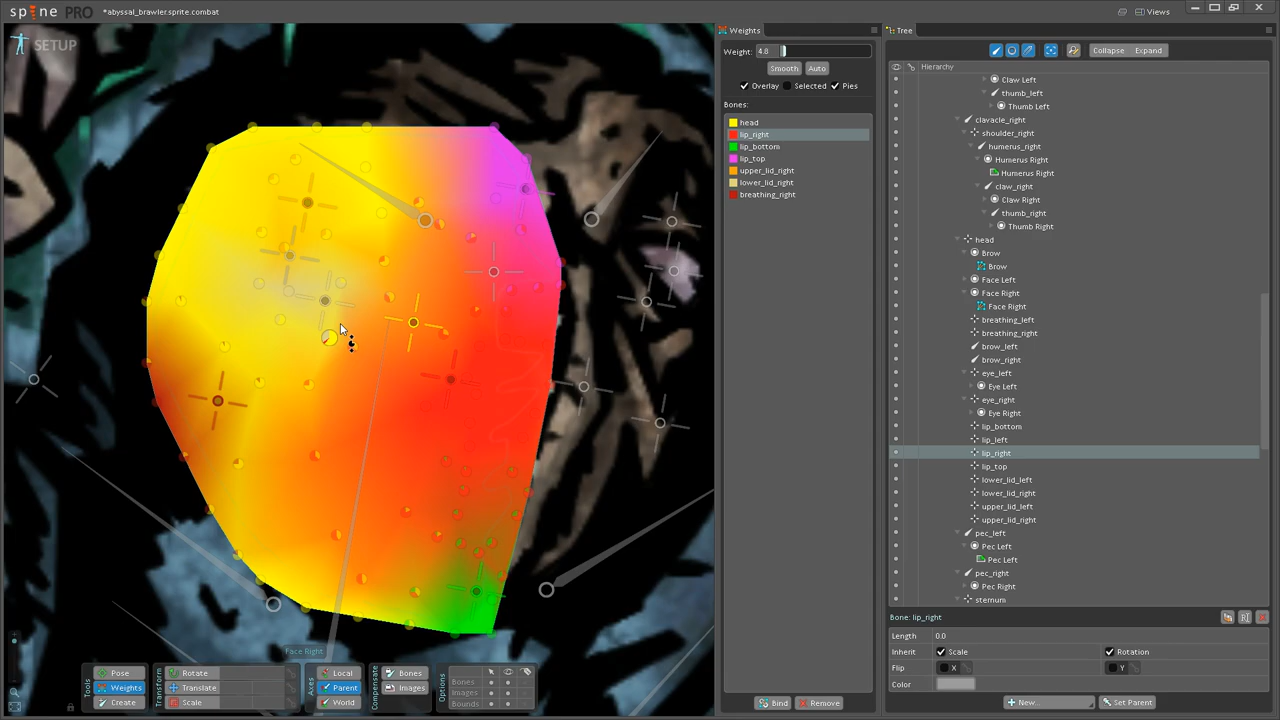 spine PRO *abyssal_brawler.sprite.combat Views
SETUP
Weights
Weight: 4.8
Smooth Auto
Overlay Selected Pies
Bones:
head
lip_right
lip_bottom
lip_top
upper_lid_right
lower_lid_right
breathing_right
Bind Remove
Tree
Collapse Expand
Hierarchy
Claw Left
thumb_left
Thumb Left
clavacle_right
shoulder_right
humerus_right
Humerus Right
Humerus Right
claw_right
Claw Right
thumb_right
Thumb Right
head
Brow
Brow
Face Left
Face Right
Face Right
breathing_left
breathing_right
brow_left
brow_right
eye_left
Eye Left
eye_right
Eye Right
lip_bottom
lip_left
lip_right
lip_top
lower_lid_left
lower_lid_right
upper_lid_left
upper_lid_right
pec_left
Pec Left
Pec Left
pec_right
Pec Right
sternum
Bone: lip_right
Length 0.0
Inherit Scale Rotation
Flip X Y
Color
New... Set Parent
Face Right
Tools
Pose
Weights
Create
Transform
Rotate
Translate
Scale
Axes
Local
Parent
World
Compensate
Bones
Images
Options
Bones
Images
Bounds